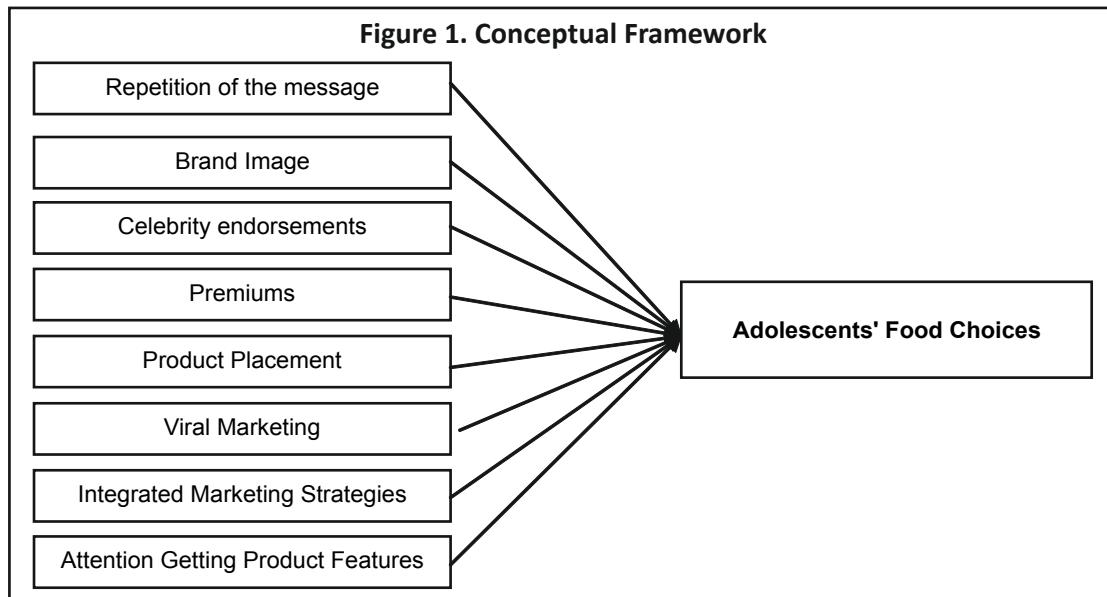 Figure 1. Conceptual Framework
Repetition of the message
Brand Image
Celebrity endorsements
Premiums
Product Placement
Viral Marketing
Integrated Marketing Strategies
Attention Getting Product Features
Adolescents' Food Choices